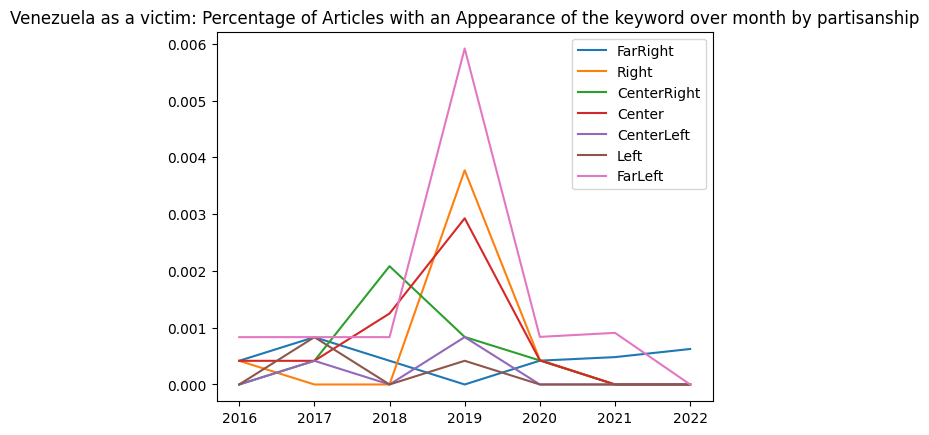 Venezuela as a victim: Percentage of Articles with an Appearance of the keyword over month by partisanship
0.006
0.005
0.004
0.003
0.002
0.001
0.000
FarRight
Right
CenterRight
Center
CenterLeft
Left
FarLeft
2016 2017 2018 2019 2020 2021 2022